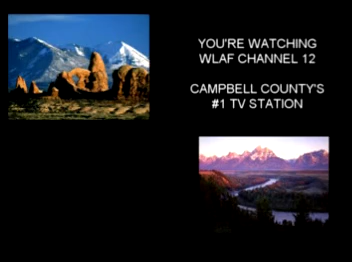 YOU'RE WATCHING
WLAF CHANNEL 12
CAMPBELL COUNTY'S
#1 TV STATION